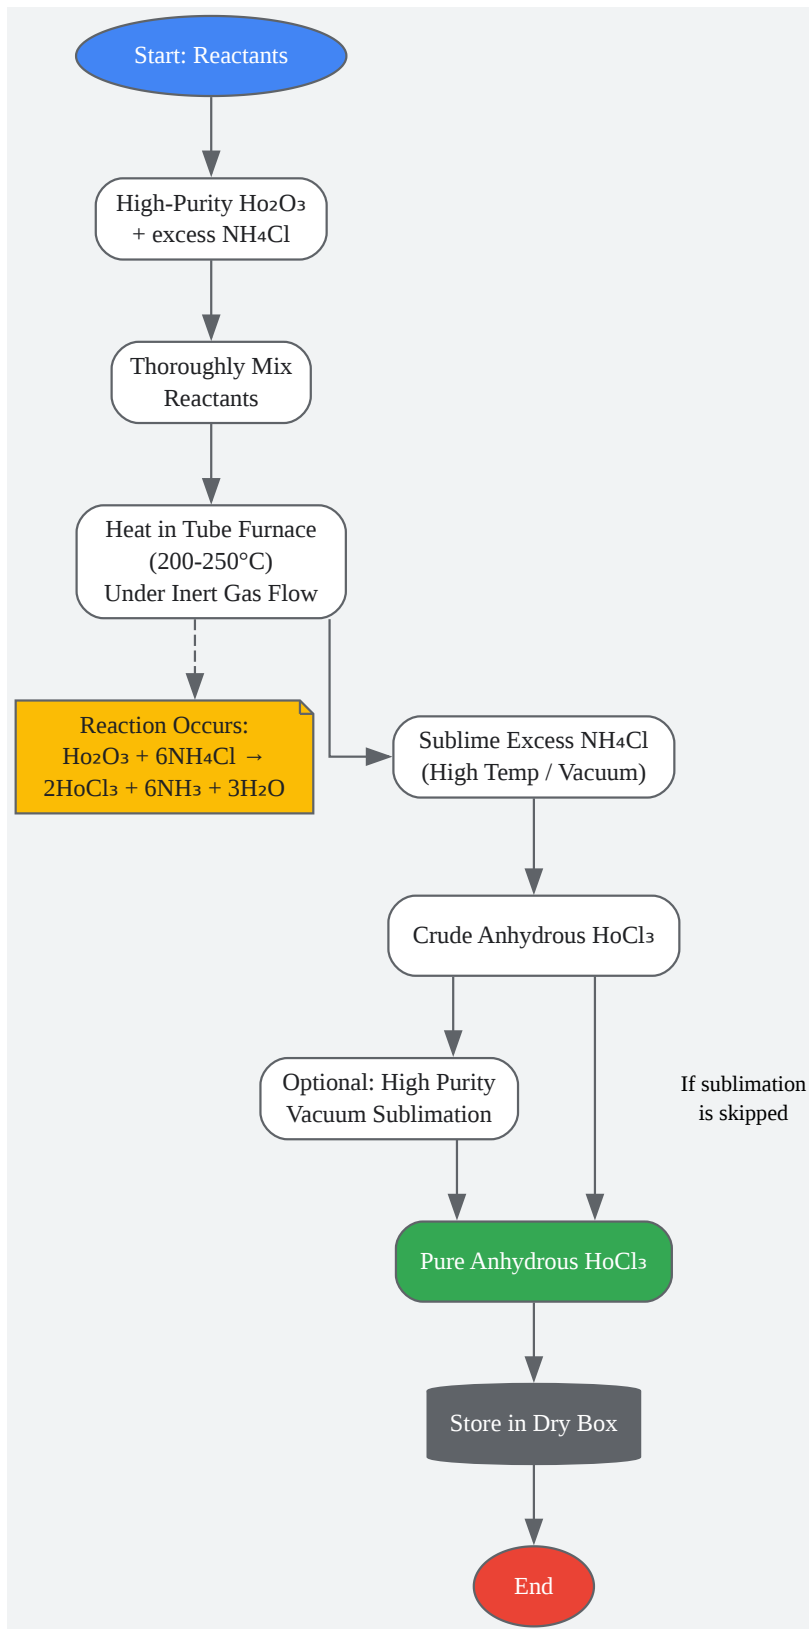 Start: Reactants
High-Purity Ho₂O₃
+ excess NH₄Cl
Thoroughly Mix
Reactants
Heat in Tube Furnace
(200-250°C)
Under Inert Gas Flow
Reaction Occurs:
Ho₂O₃ + 6NH₄Cl →
2HoCl₃ + 6NH₃ + 3H₂O
Sublime Excess NH₄Cl
(High Temp / Vacuum)
Crude Anhydrous HoCl₃
Optional: High Purity
Vacuum Sublimation
If sublimation
is skipped
Pure Anhydrous HoCl₃
Store in Dry Box
End